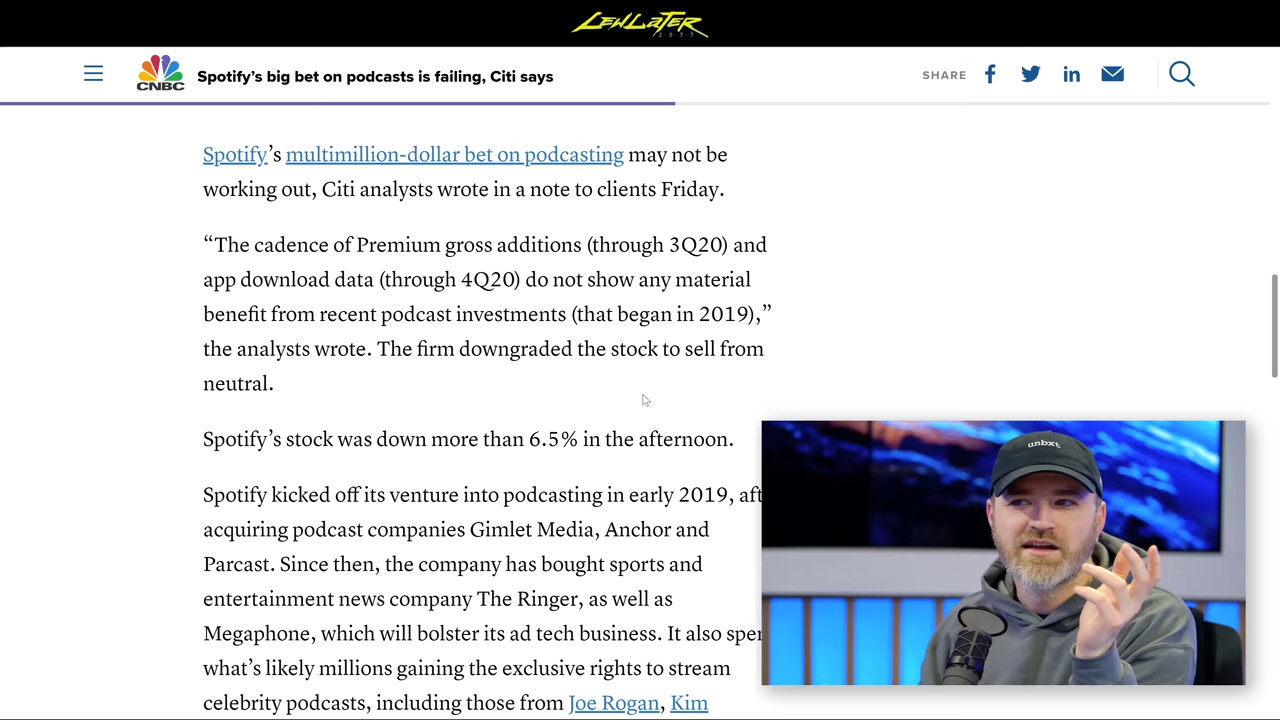 LEWLATER
2077
CNBC
Spotify’s big bet on podcasts is failing, Citi says
SHARE
Spotify’s multimillion-dollar bet on podcasting may not be
working out, Citi analysts wrote in a note to clients Friday.
“The cadence of Premium gross additions (through 3Q20) and
app download data (through 4Q20) do not show any material
benefit from recent podcast investments (that began in 2019),”
the analysts wrote. The firm downgraded the stock to sell from
neutral.
Spotify’s stock was down more than 6.5% in the afternoon.
Spotify kicked off its venture into podcasting in early 2019,
acquiring podcast companies Gimlet Media, Anchor and
Parcast. Since then, the company has bought sports and
entertainment news company The Ringer, as well as
Megaphone, which will bolster its ad tech business. It also
what’s likely millions gaining the exclusive rights to stream
celebrity podcasts, including those from Joe Rogan, Kim
unbxt